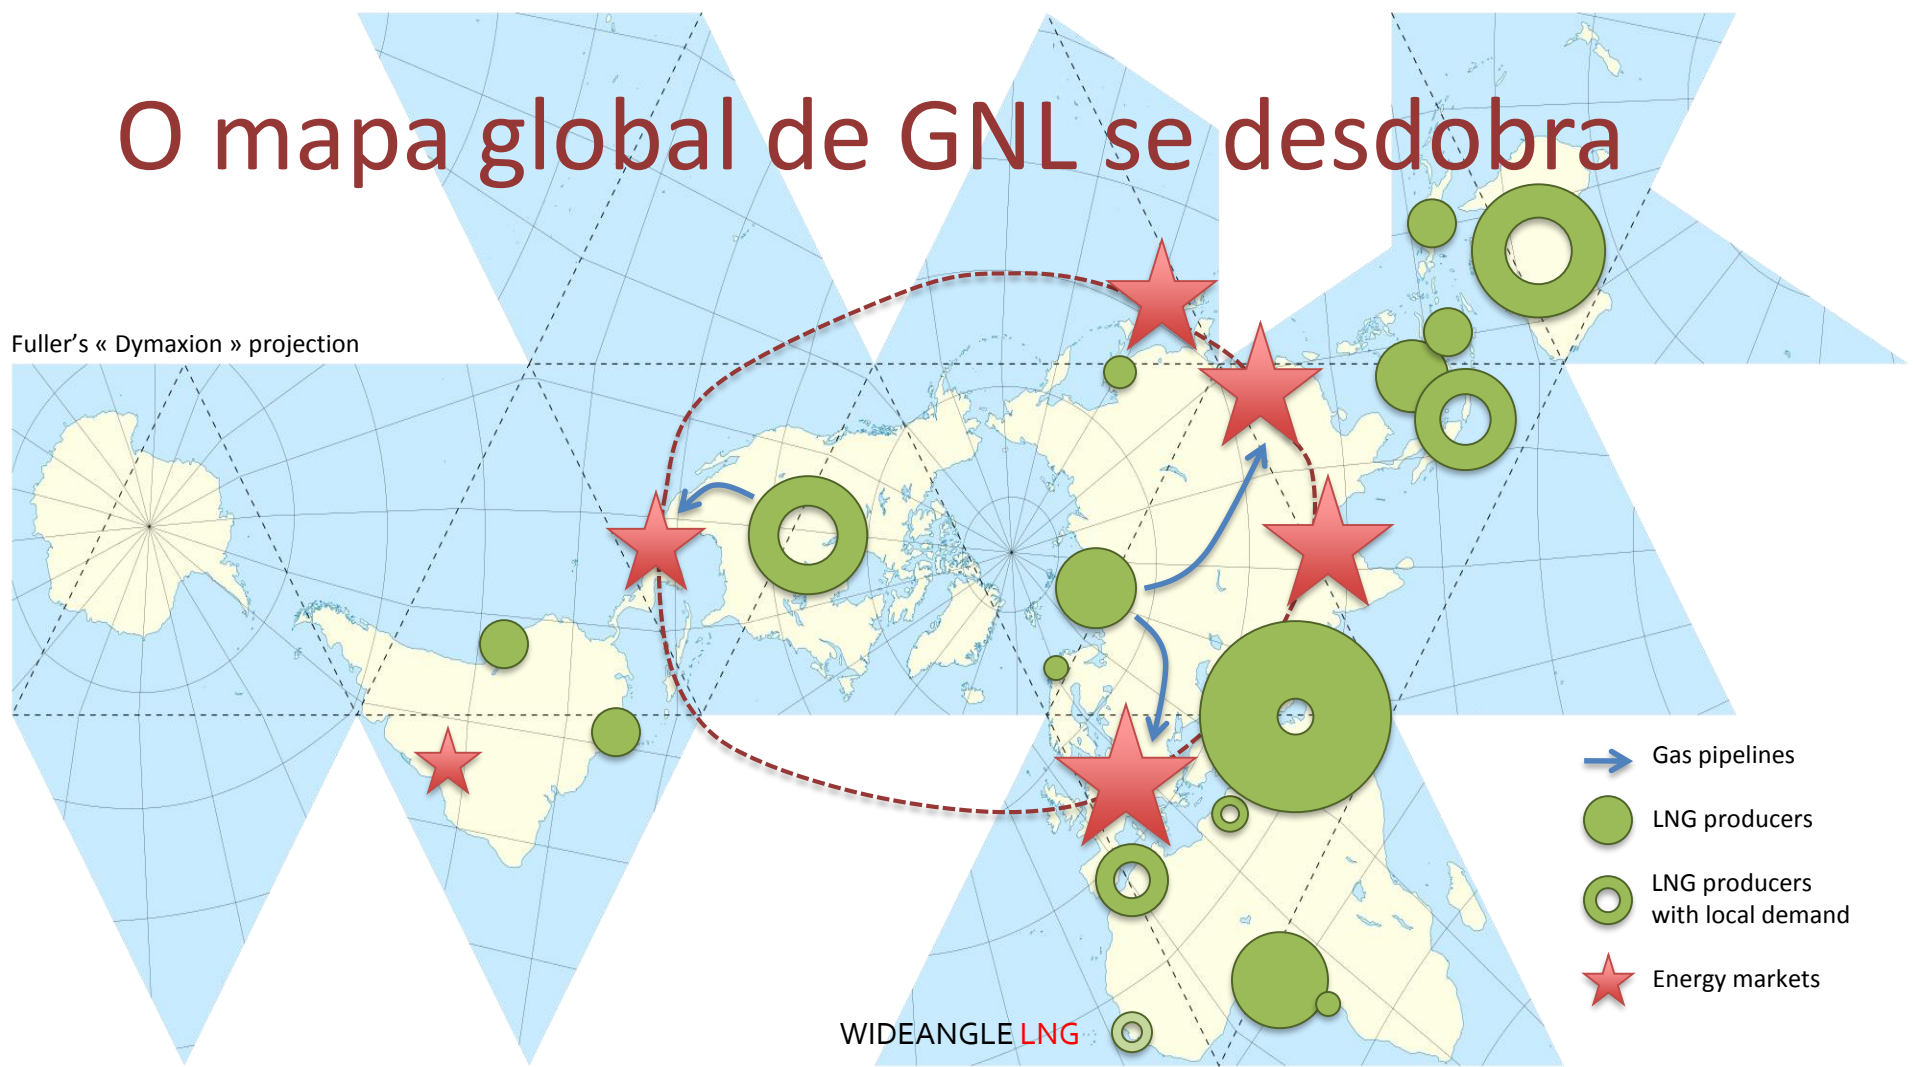 O mapa global de GNL se desdobra
Fuller's « Dymaxion » projection
Gas pipelines
LNG producers
LNG producers
with local demand
Energy markets
WIDEANGLE LNG